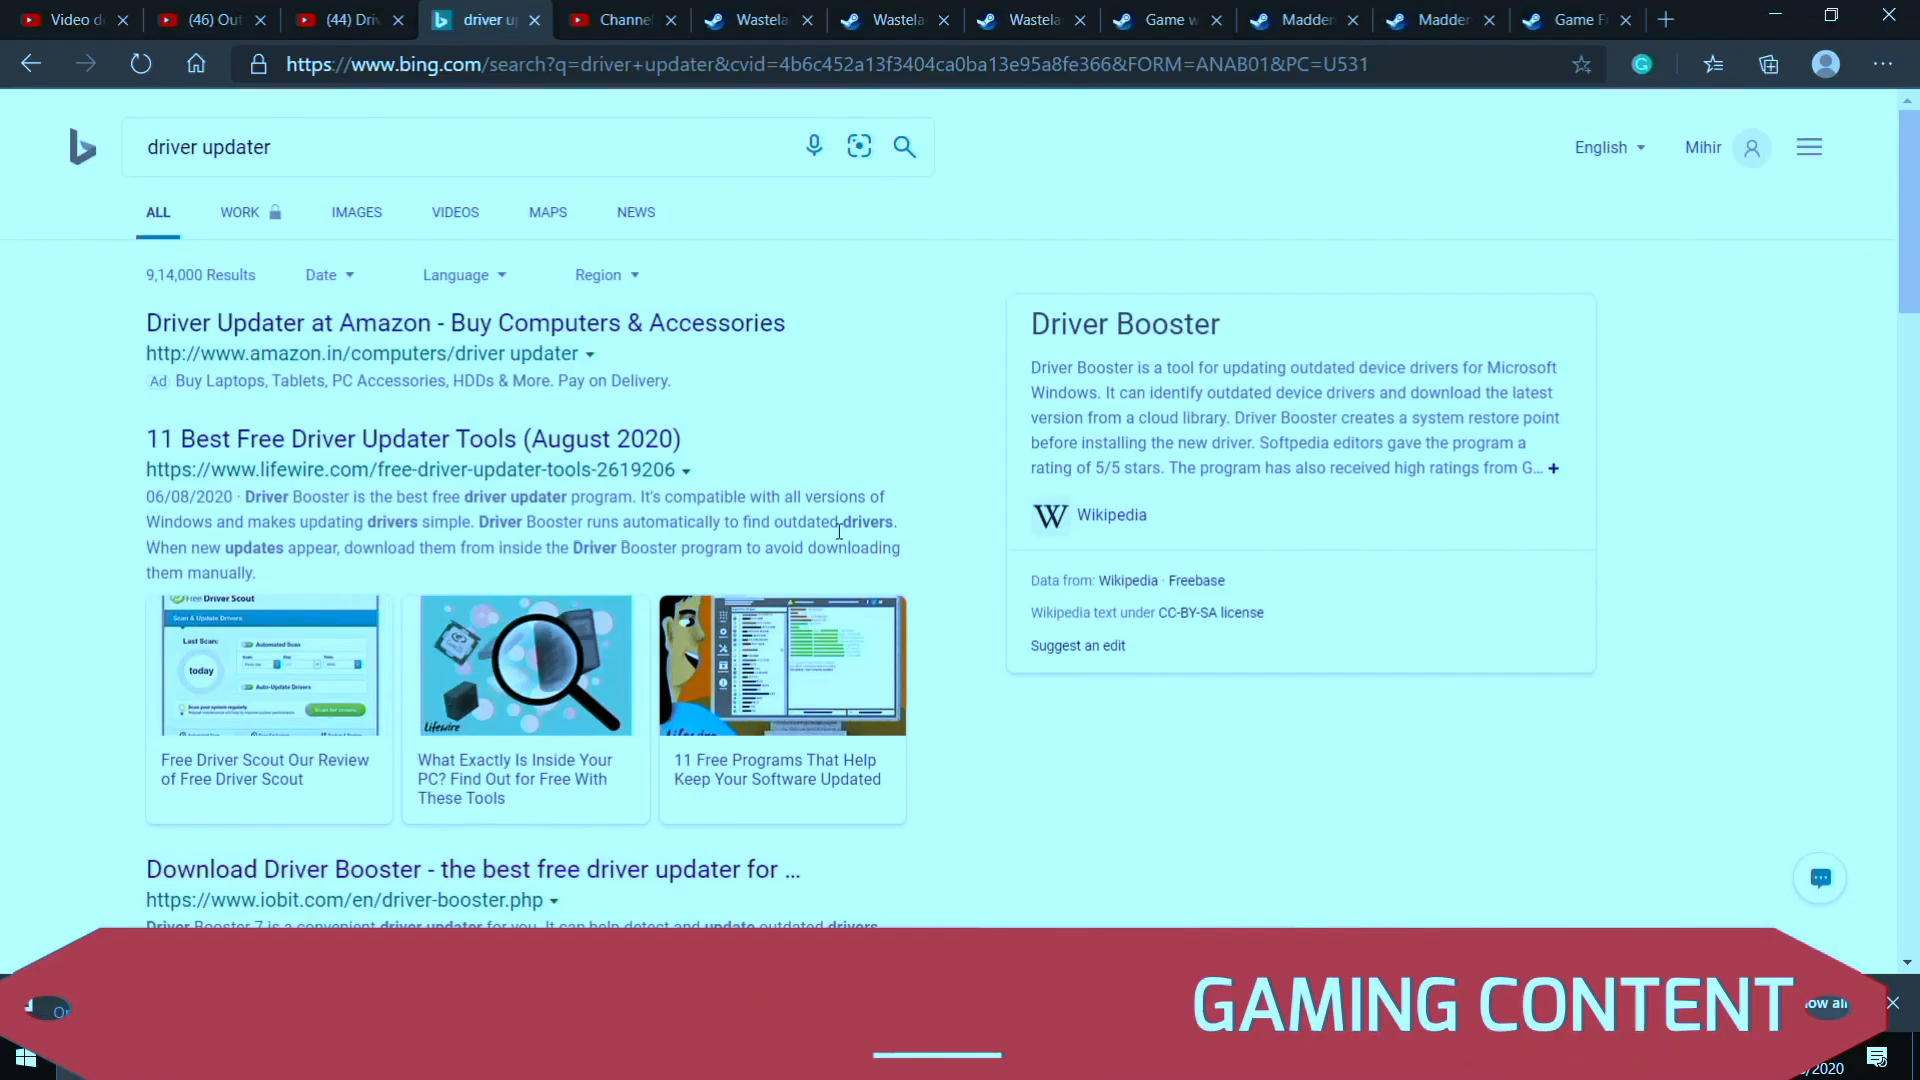 Video d
(46) Out
(44) Dri
driver u
Channel
Wastela
Wastela
Wastela
Game w
Madden
Madden
Game F
https://www.bing.com/search?q=driver+updater&cvid=4b6c452a13f3404ca0ba13e95a8fe366&FORM=ANAB01&PC=U531
driver updater
English
Mihir
ALL
WORK
IMAGES
VIDEOS
MAPS
NEWS
9,14,000 Results
Date
Language
Region
Driver Updater at Amazon - Buy Computers & Accessories
http://www.amazon.in/computers/driver updater
Ad Buy Laptops, Tablets, PC Accessories, HDDs & More. Pay on Delivery.
11 Best Free Driver Updater Tools (August 2020)
https://www.lifewire.com/free-driver-updater-tools-2619206
06/08/2020 · Driver Booster is the best free driver updater program. It's compatible with all versions of
Windows and makes updating drivers simple. Driver Booster runs automatically to find outdated drivers.
When new updates appear, download them from inside the Driver Booster program to avoid downloading
them manually.
Free Driver Scout
Scan & Update Drivers
Last Scan:
today
Automated Scan
Auto-Update Drivers
Lifewire
Free Driver Scout Our Review
of Free Driver Scout
What Exactly Is Inside Your
PC? Find Out for Free With
These Tools
11 Free Programs That Help
Keep Your Software Updated
Download Driver Booster - the best free driver updater for ...
https://www.iobit.com/en/driver-booster.php
Driver Booster 7 is a convenient driver updater for you. It can help detect and update outdated drivers
Driver Booster
Driver Booster is a tool for updating outdated device drivers for Microsoft
Windows. It can identify outdated device drivers and download the latest
version from a cloud library. Driver Booster creates a system restore point
before installing the new driver. Softpedia editors gave the program a
rating of 5/5 stars. The program has also received high ratings from G... +
W Wikipedia
Data from: Wikipedia · Freebase
Wikipedia text under CC-BY-SA license
Suggest an edit
GAMING CONTENT
ow all
Or
/2020